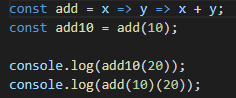 const add = x => y => x + y;
const add10 = add(10);
console.log(add10(20));
console.log(add(10)(20));